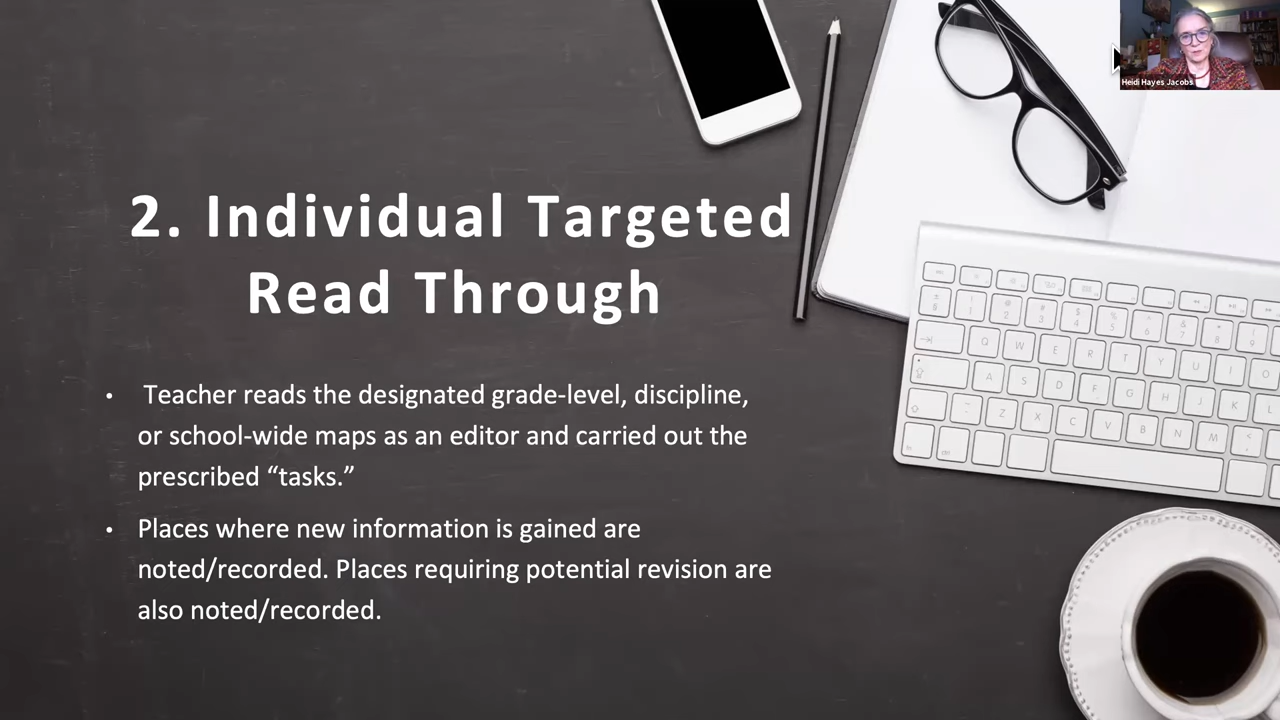 2. Individual Targeted
Read Through
• Teacher reads the designated grade-level, discipline,
or school-wide maps as an editor and carried out the
prescribed “tasks.”
• Places where new information is gained are
noted/recorded. Places requiring potential revision are
also noted/recorded.
Heidi Hayes Jacobs
Q W E R T Y U I O
A S D F G H J K L
Z X C V B N M